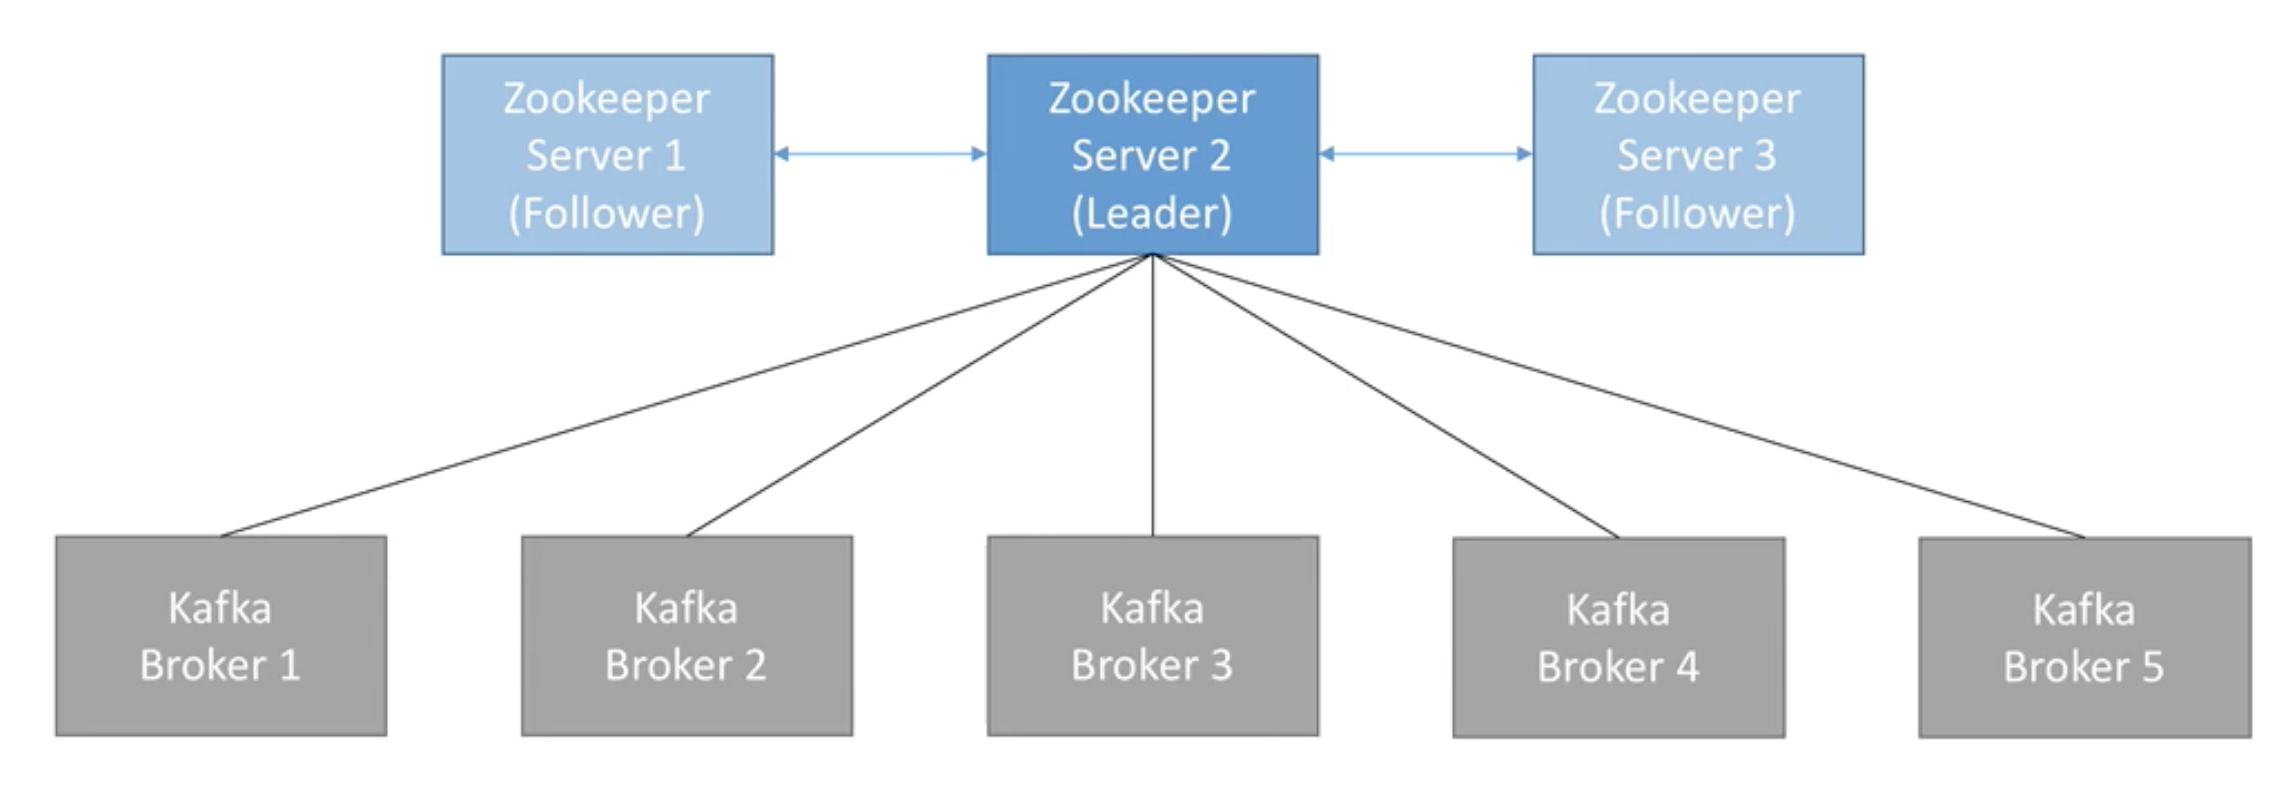 Zookeeper
Server 1
(Follower)
Zookeeper
Server 2
(Leader)
Zookeeper
Server 3
(Follower)
Kafka
Broker 1
Kafka
Broker 2
Kafka
Broker 3
Kafka
Broker 4
Kafka
Broker 5